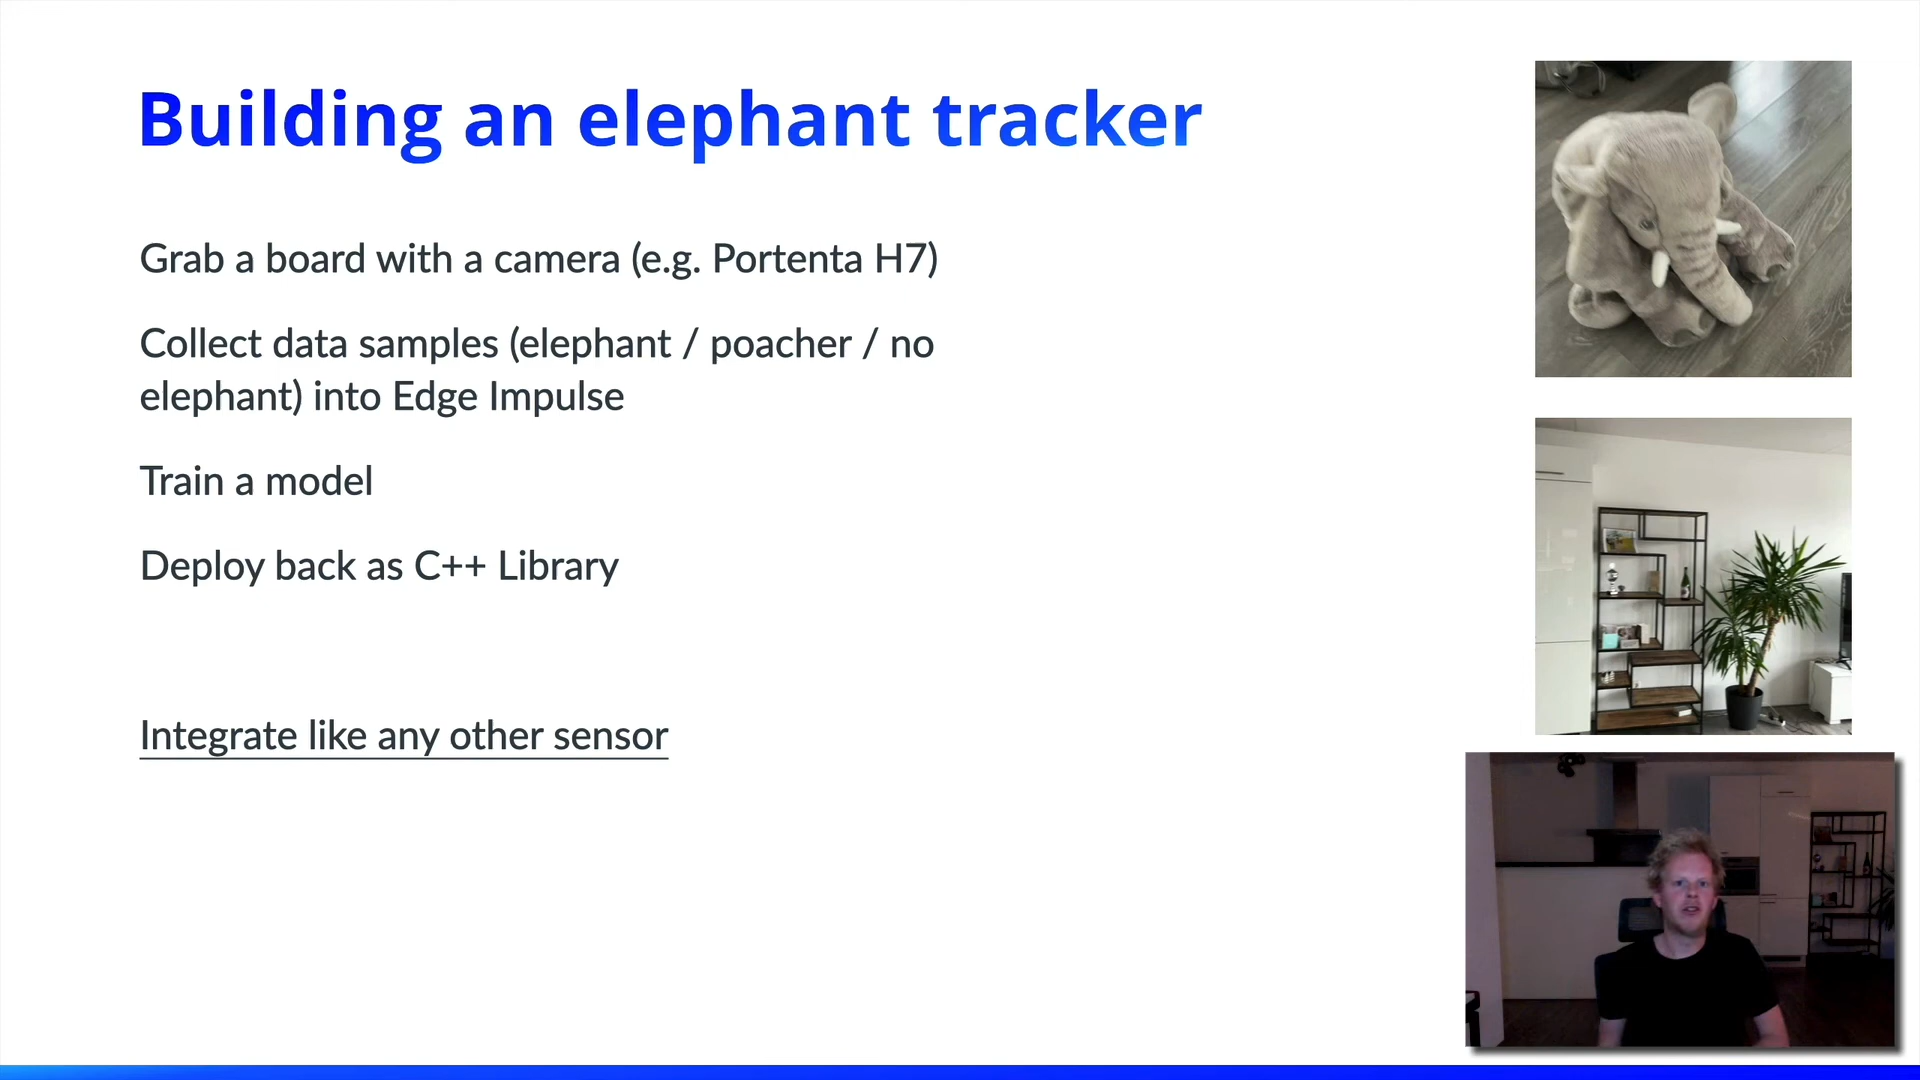 Building an elephant tracker
Grab a board with a camera (e.g. Portenta H7)
Collect data samples (elephant / poacher / no
elephant) into Edge Impulse
Train a model
Deploy back as C++ Library
Integrate like any other sensor